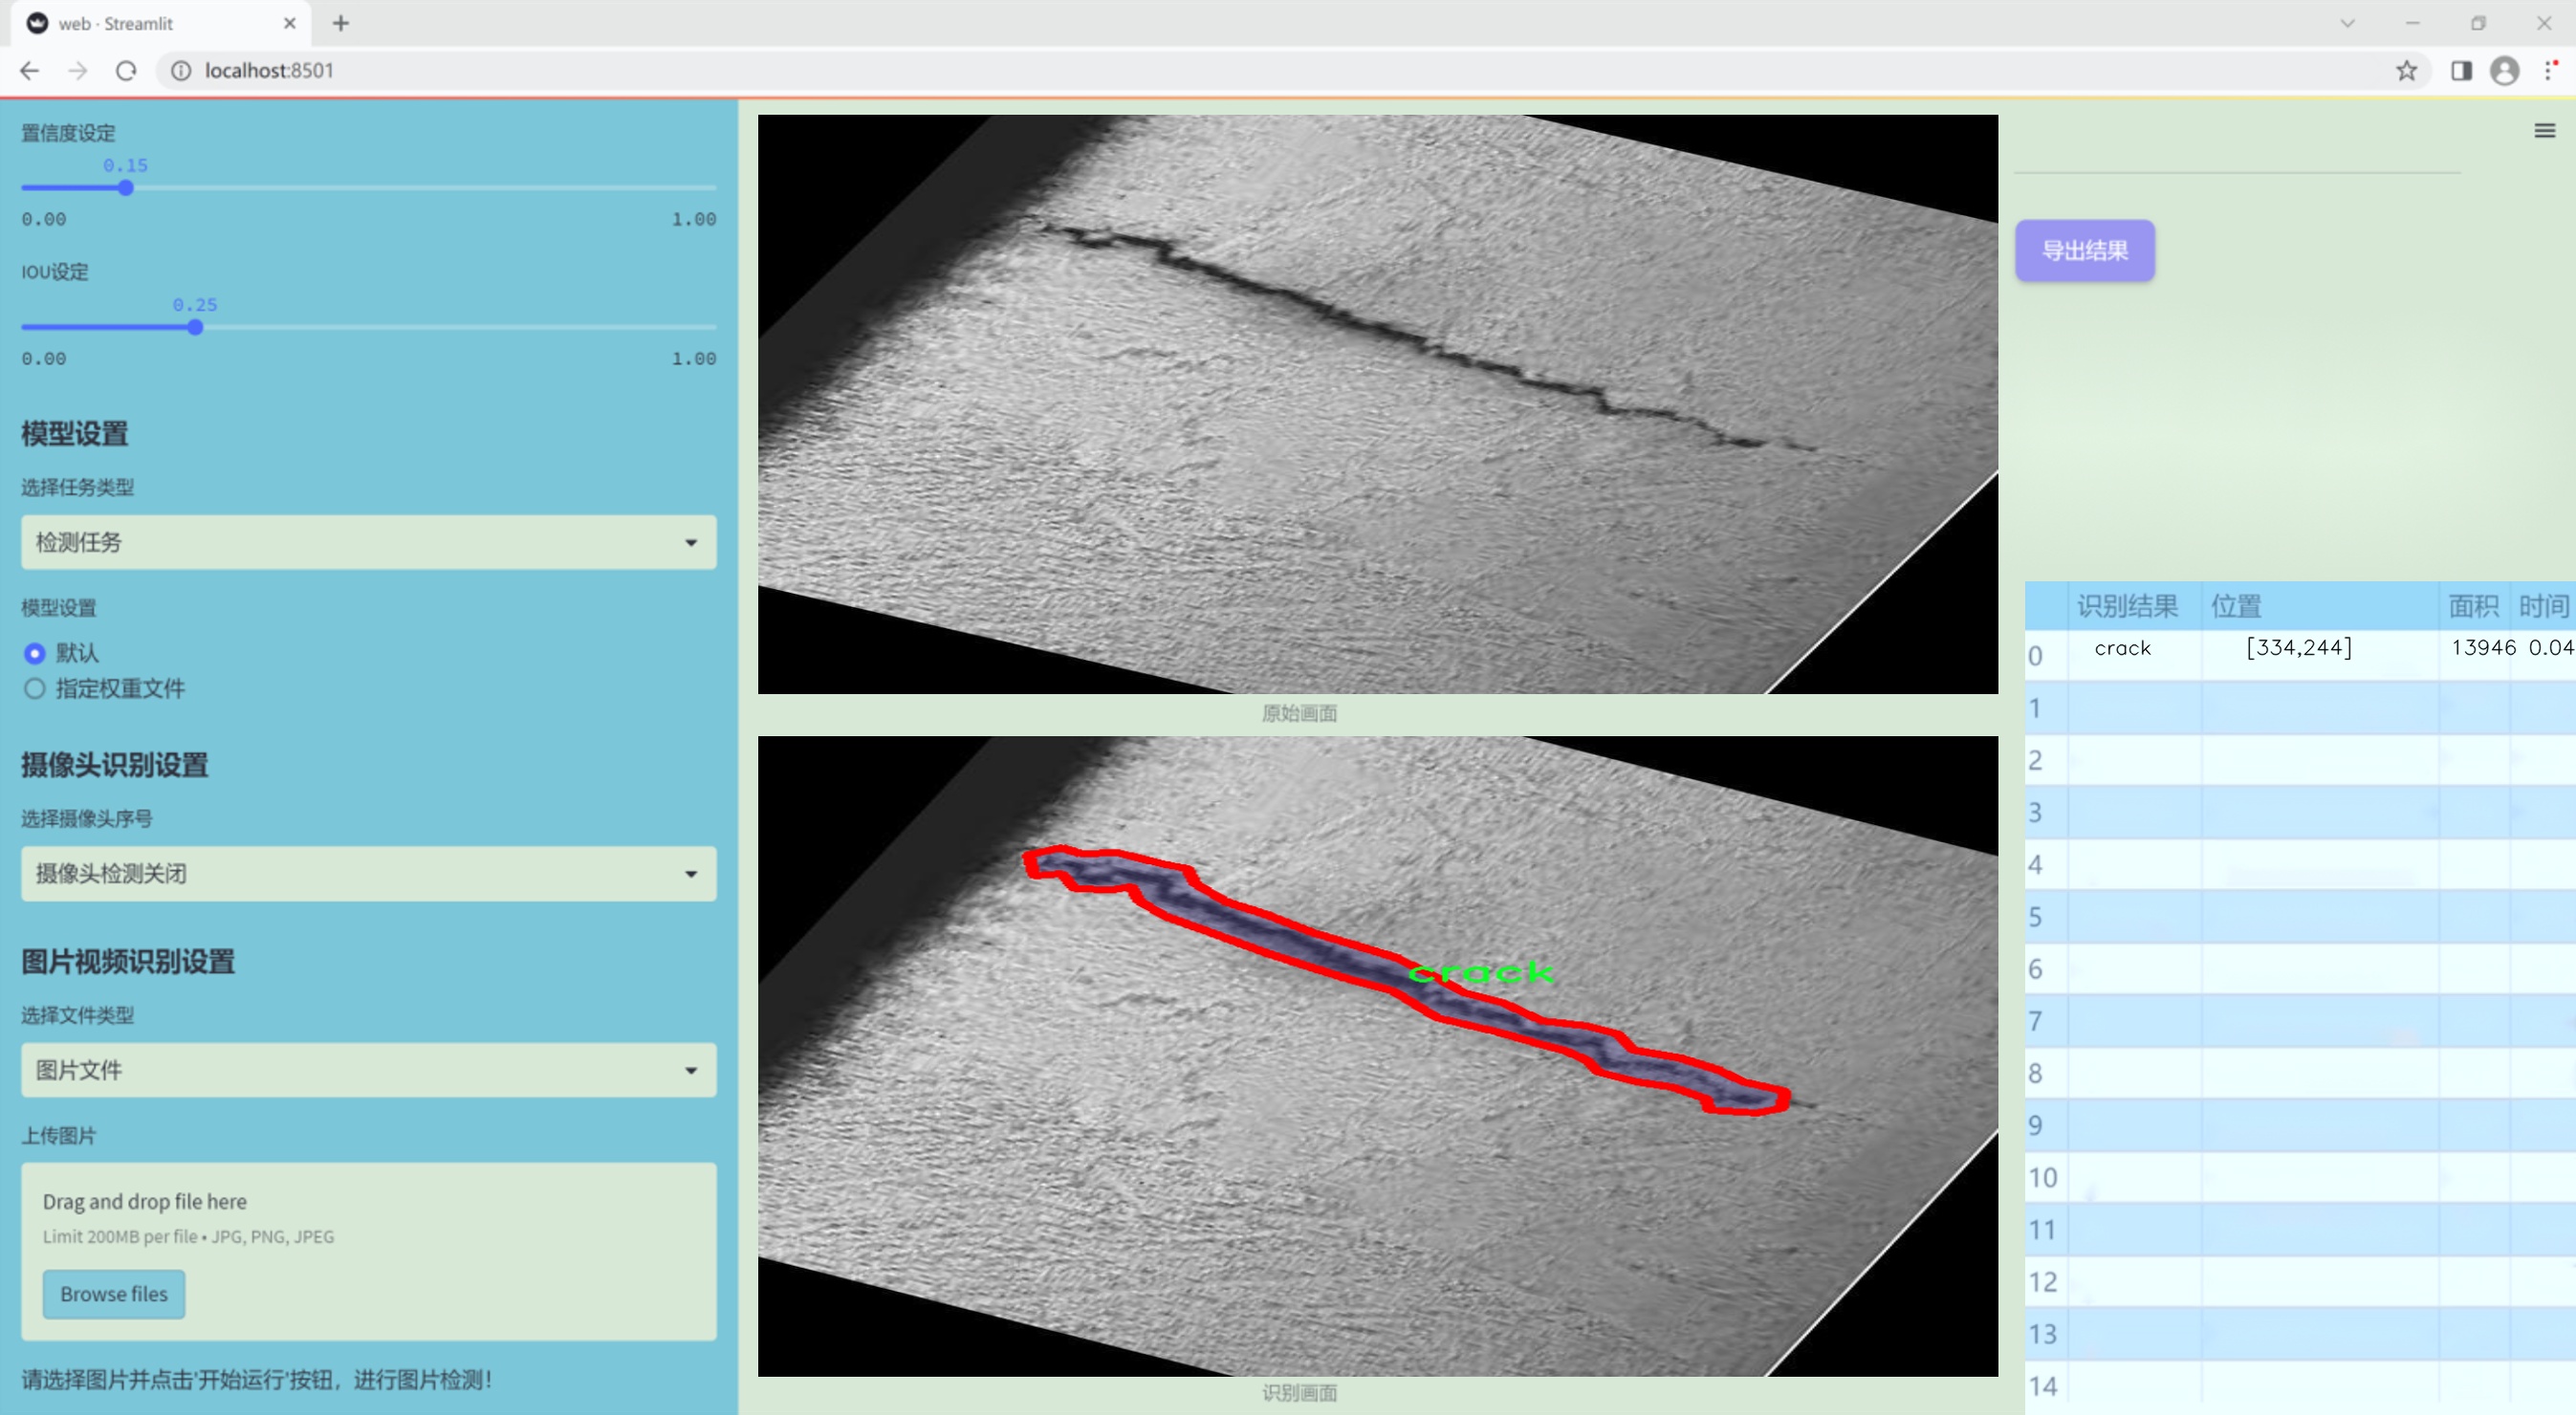 web · Streamlit
localhost:8501
置信度设定
0.15
0.00 1.00
IOU设定
0.25
0.00 1.00
模型设置
选择任务类型
检测任务
模型设置
默认
指定权重文件
摄像头识别设置
选择摄像头序号
摄像头检测关闭
图片视频识别设置
选择文件类型
图片文件
上传图片
Drag and drop file here
Limit 200MB per file • JPG, PNG, JPEG
Browse files
请选择图片并点击'开始运行'按钮，进行图片检测！
原始画面
crack
识别画面
导出结果
识别结果 位置 面积 时间
0 crack [334,244] 13946 0.04
1
2
3
4
5
6
7
8
9
10
11
12
13
14